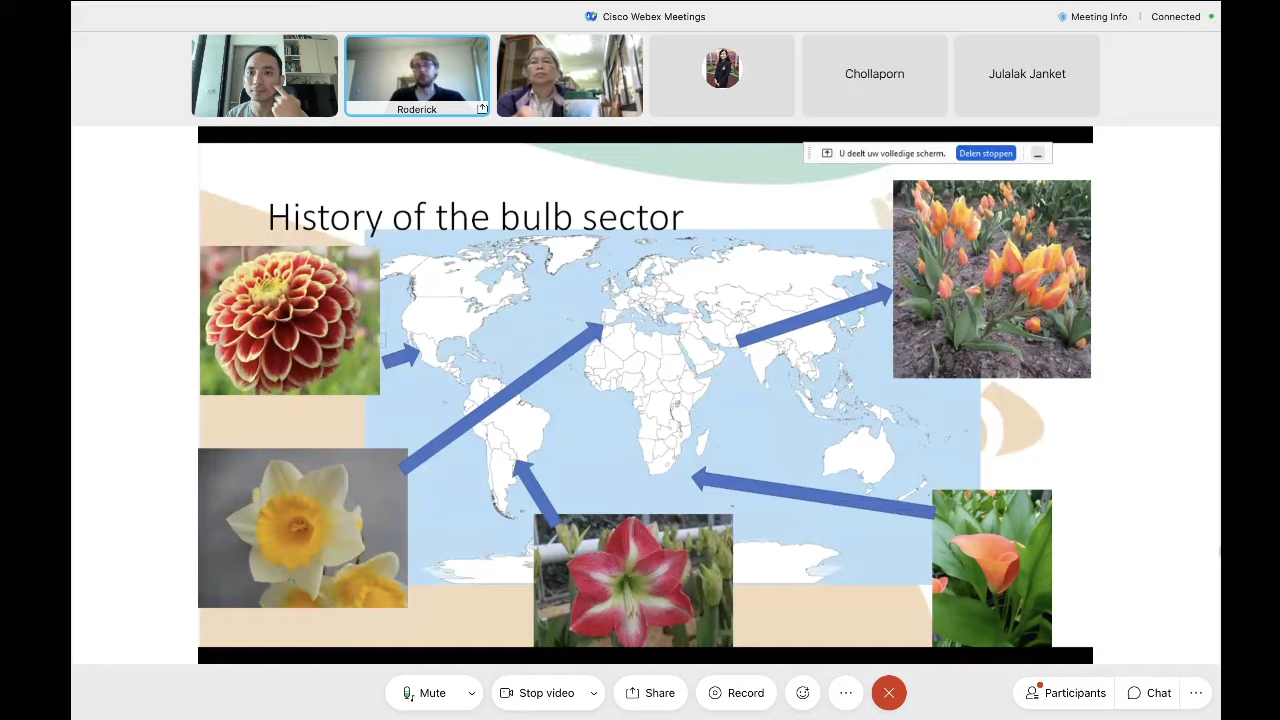 Cisco Webex Meetings
Meeting Info
Connected
Roderick
Chollaporn
Julalak Janket
U deelt uw volledige scherm.
Delen stoppen
History of the bulb sector
Mute
Stop video
Share
Record
Participants
Chat